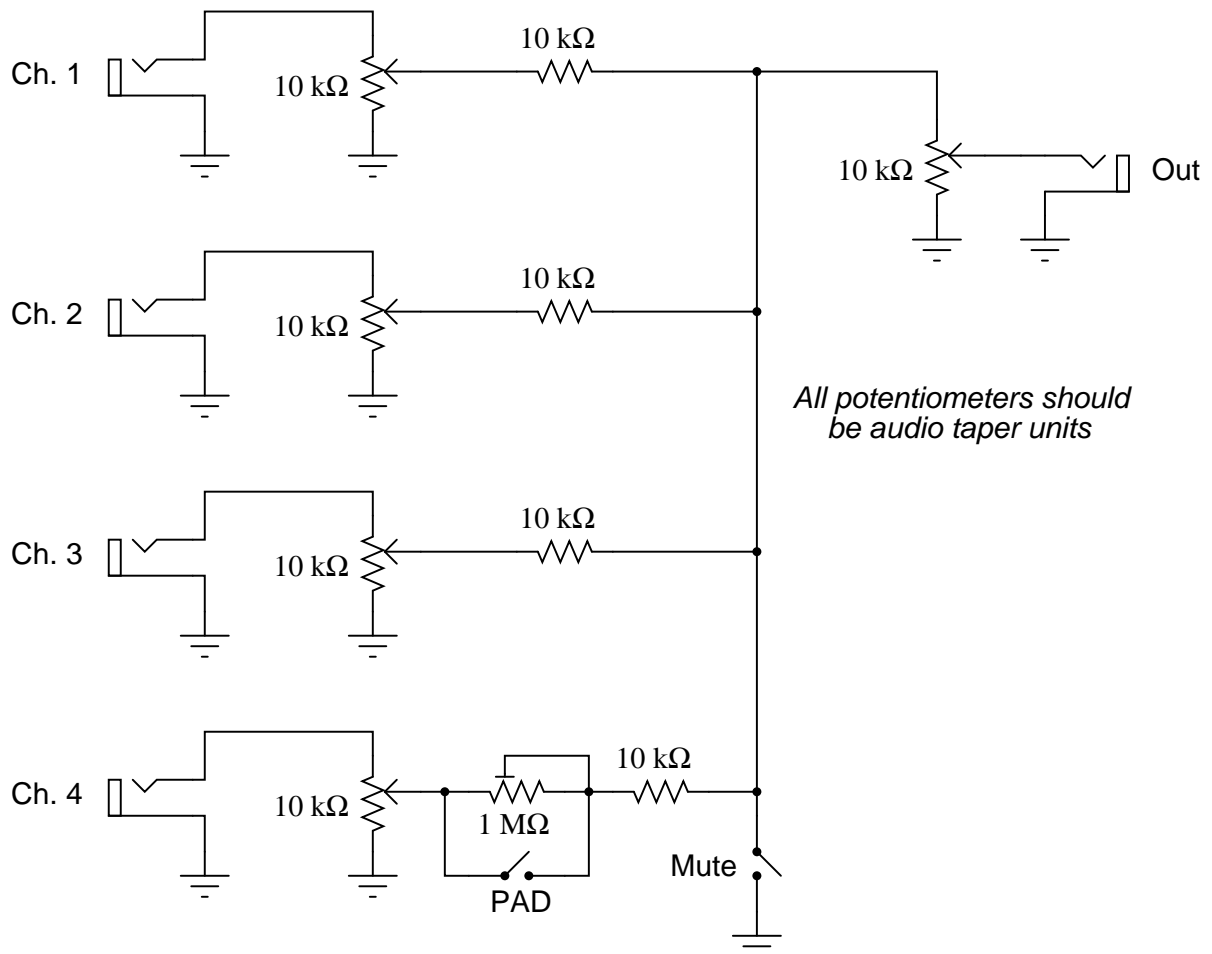 10 kΩ
Ch. 1
10 kΩ
10 kΩ
Out
10 kΩ
Ch. 2
10 kΩ
All potentiometers should
be audio taper units
10 kΩ
Ch. 3
10 kΩ
10 kΩ
Ch. 4
10 kΩ
1 MΩ
Mute
PAD